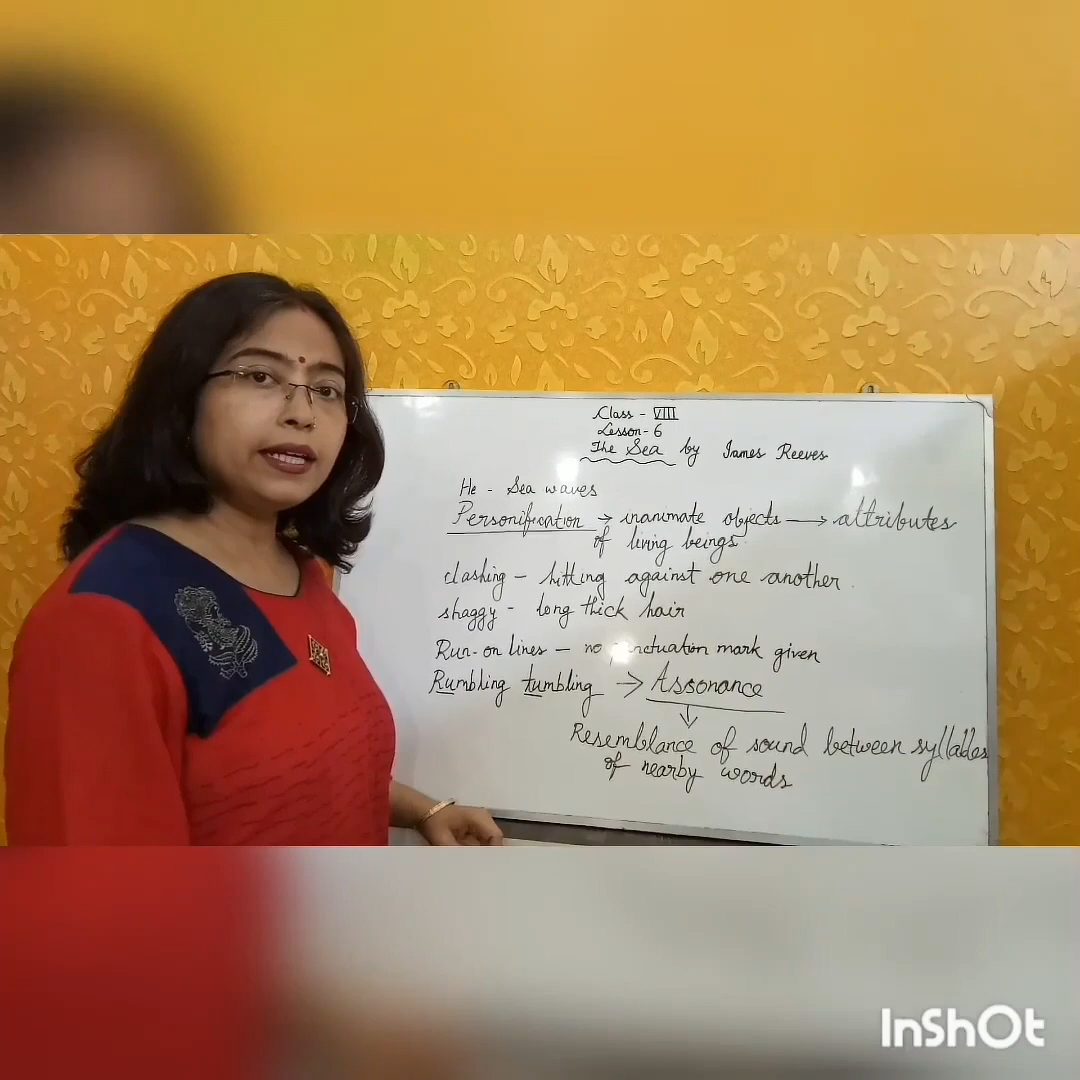 Class - VIII
Lesson - 6
The Sea by James Reeves
He - Sea waves
Personification → inanimate objects → attributes
of living beings
clashing - hitting against one another.
shaggy - long thick hair
Run-on lines - no punctuation mark given
Rumbling tumbling → Assonance
Resemblance of sound between syllables
of nearby words
InShOt